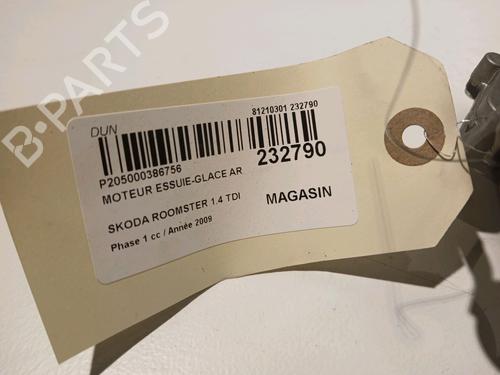 B-PARTS
DUN
81210301 232790
P205000386756
232790
MOTEUR ESSUIE-GLACE AR
SKODA ROOMSTER 1.4 TDI
MAGASIN
Phase 1 cc / Année 2009